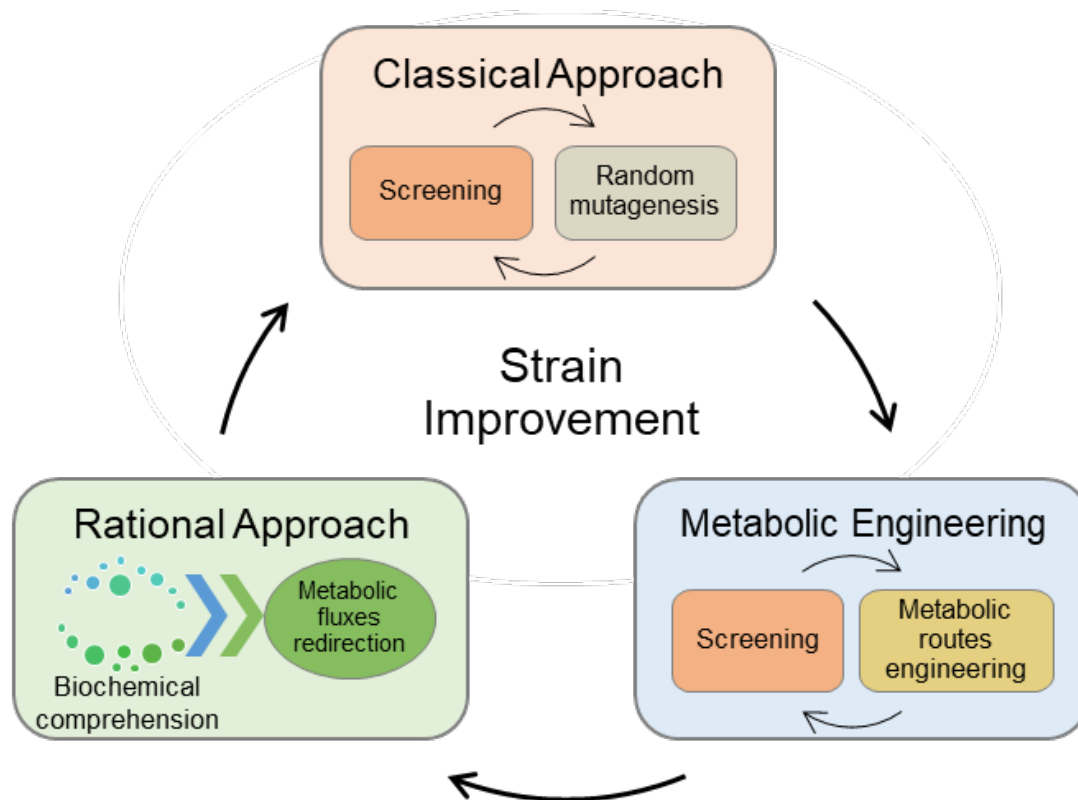 Classical Approach
Screening
Random
mutagenesis
Strain
Improvement
Rational Approach
Metabolic
fluxes
redirection
Biochemical
comprehension
Metabolic Engineering
Screening
Metabolic
routes
engineering